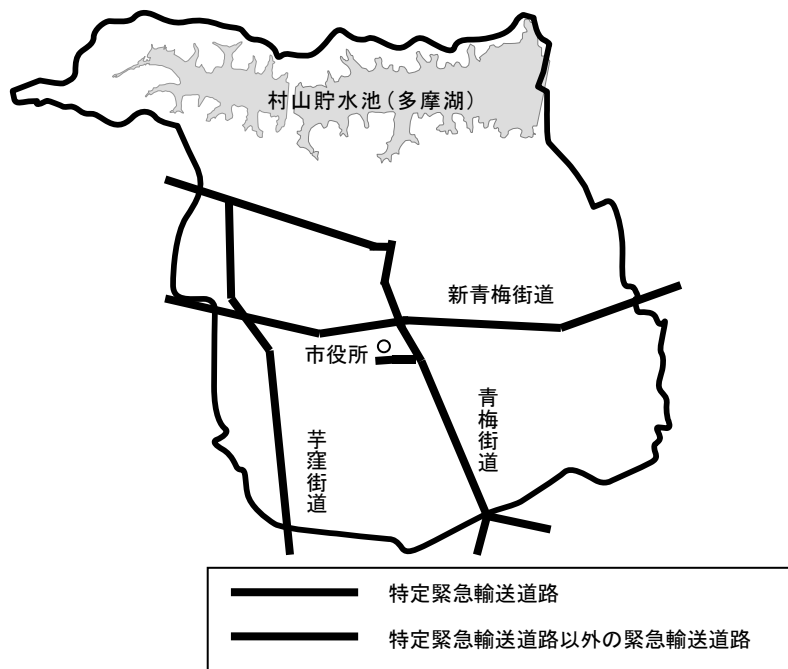 村山貯水池（多摩湖）
新青梅街道
市役所
青梅街道
芋窪街道
特定緊急輸送道路
特定緊急輸送道路以外の緊急輸送道路